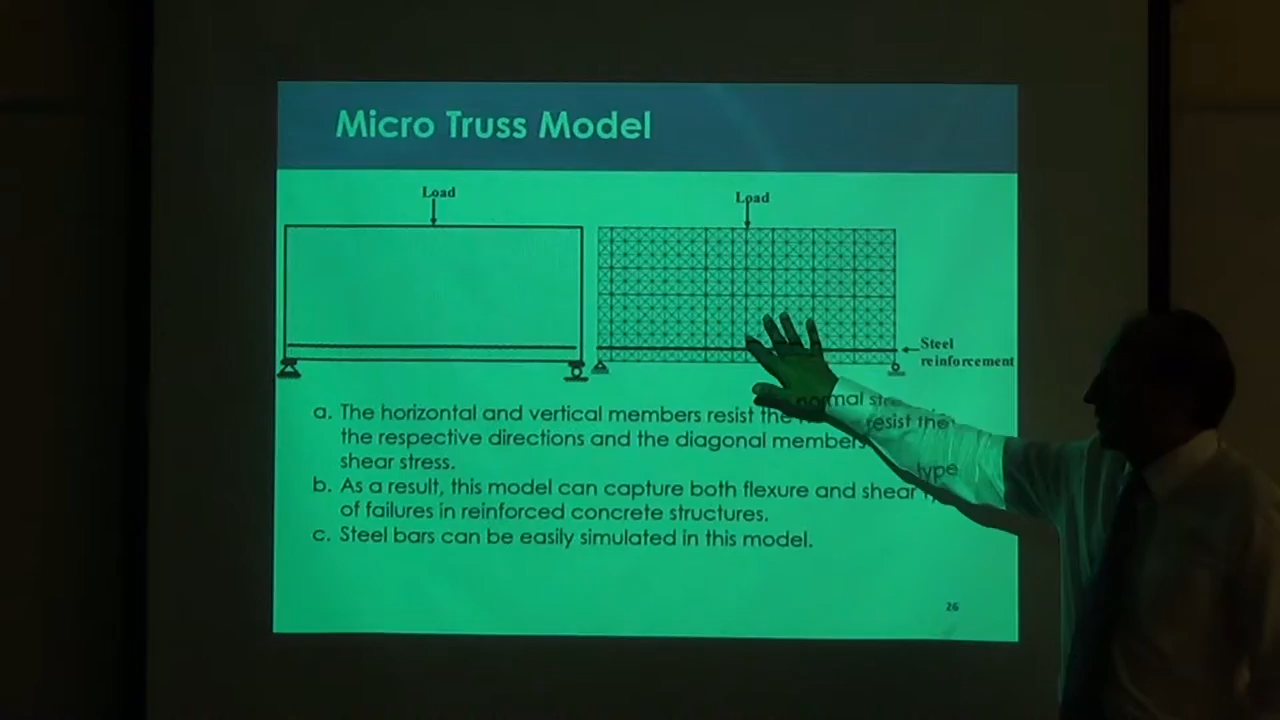 Micro Truss Model
Load
Load
Steel
reinforcement
a. The horizontal and vertical members resist the normal
the respective directions and the diagonal members resist the
shear stress.
b. As a result, this model can capture both flexure and shear type
of failures in reinforced concrete structures.
c. Steel bars can be easily simulated in this model.
26